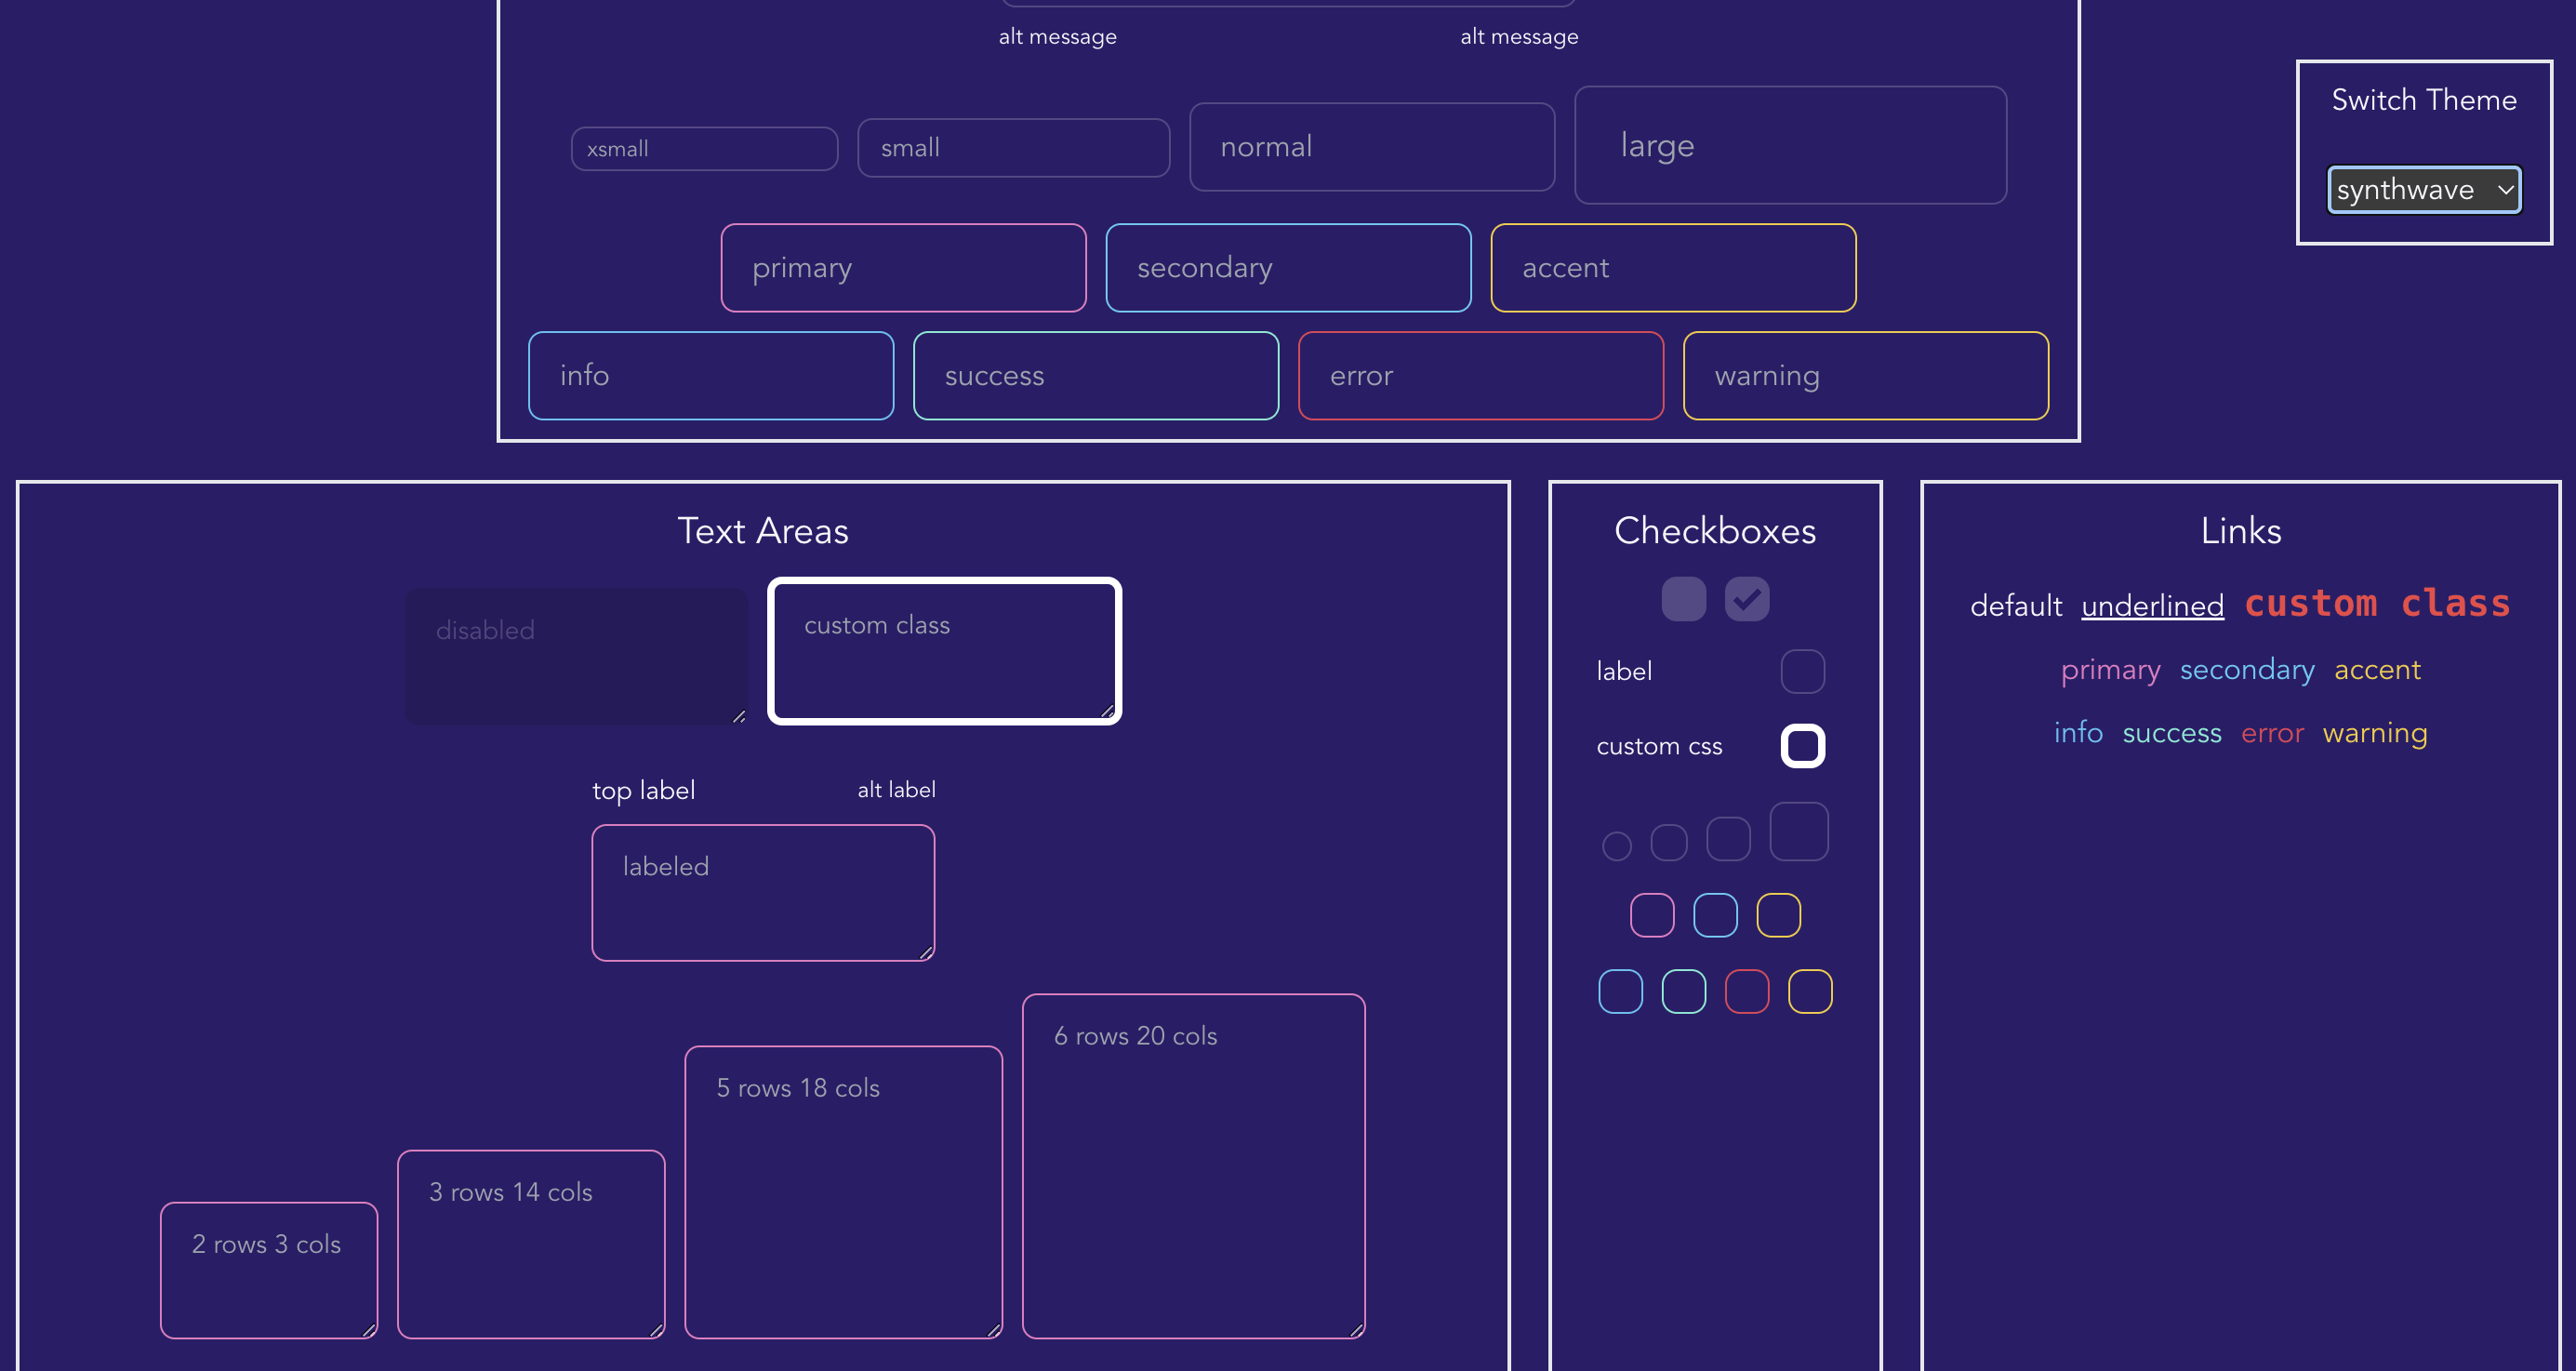 alt message alt message
Switch Theme
synthwave
xsmall small normal large
primary secondary accent
info success error warning
Text Areas
disabled custom class
top label alt label
labeled
2 rows 3 cols 3 rows 14 cols 5 rows 18 cols 6 rows 20 cols
Checkboxes
label
custom css
Links
default underlined custom class
primary secondary accent
info success error warning